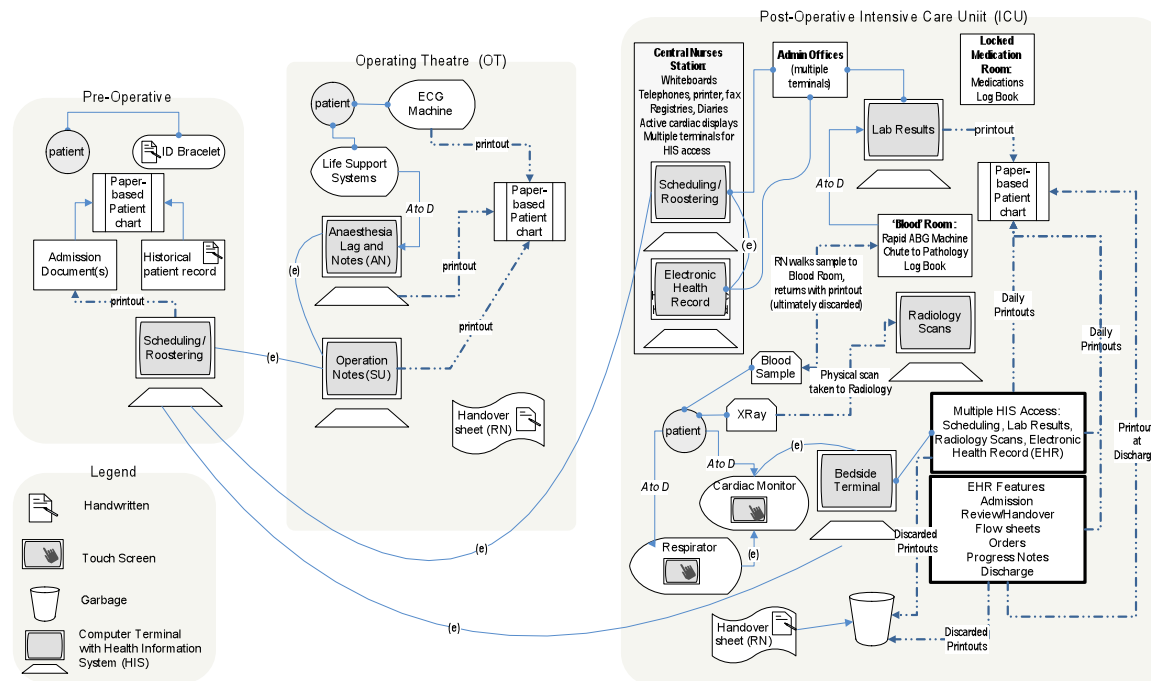 Pre-Operative
patient
ID Bracelet
Paper-
based
Patient
chart
Admission
Document(s)
Historical
patient record
printout
Scheduling/
Roostering
(e)
Legend
Handwritten
Touch Screen
Garbage
Computer Terminal
with Health Information
System (HIS)
Operating Theatre (OT)
patient
ECG
Machine
printout
Life Support
Systems
A to D
Paper-
based
Patient
chart
Anaesthesia
Lag and
Notes (AN)
(e)
printout
printout
Operation
Notes (SU)
Handover
sheet (RN)
(e)
(e)
Post-Operative Intensive Care Uniit (ICU)
Central Nurses
Station:
Whiteboards
Telephones, printer, fax
Registries, Diaries
Active cardiac displays
Multiple terminals for
HIS access
Scheduling/
Roostering
(e)
Electronic
Health
Record
Admin Offices
(multiple
terminals)
Locked
Medication
Room:
Medications
Log Book
Lab Results
printout
A to D
Paper-
based
Patient
chart
'Blood' Room:
Rapid ABG Machine
Chute to Pathology
Log Book
RN walks sample to
Blood Room,
returns with printout
(ultimately discarded)
Radiology
Scans
Daily
Printouts
Daily
Printouts
Blood
Sample
Physical scan
taken to Radiology
XRay
patient
A to D
A to D
(e)
Cardiac Monitor
Bedside
Terminal
Respirator
(e)
Multiple HIS Access:
Scheduling, Lab Results,
Radiology Scans, Electronic
Health Record (EHR)
Printout
at
Discharge
EHR Features:
Admission
Review/Handover
Flow sheets
Orders
Progress Notes
Discharge
Discarded
Printouts
Handover
sheet (RN)
Discarded
Printouts